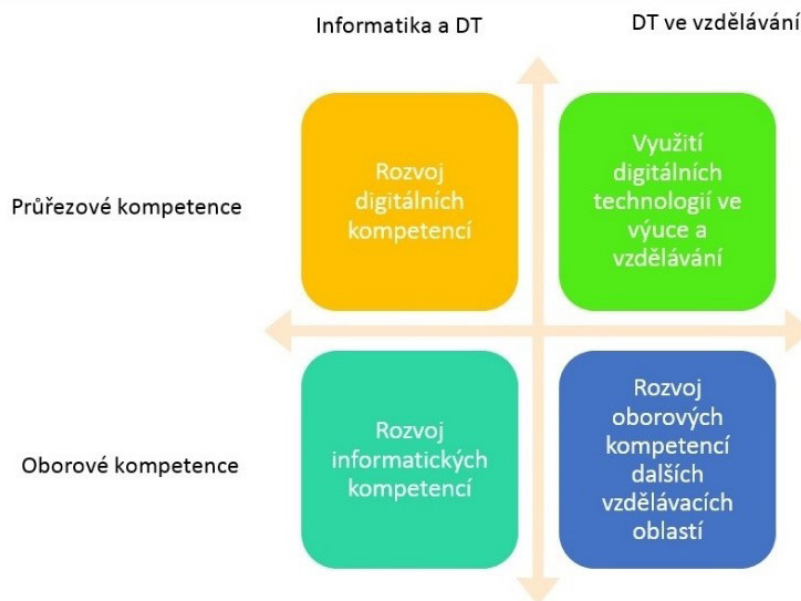 Informatika a DT
DT ve vzdělávání
Průřezové kompetence
Rozvoj
digitálních
kompetencí
Využití
digitálních
technologií ve
výuce a
vzdělávání
Oborové kompetence
Rozvoj
informatických
kompetencí
Rozvoj
oborových
kompetencí
dalších
vzdělávacích
oblastí